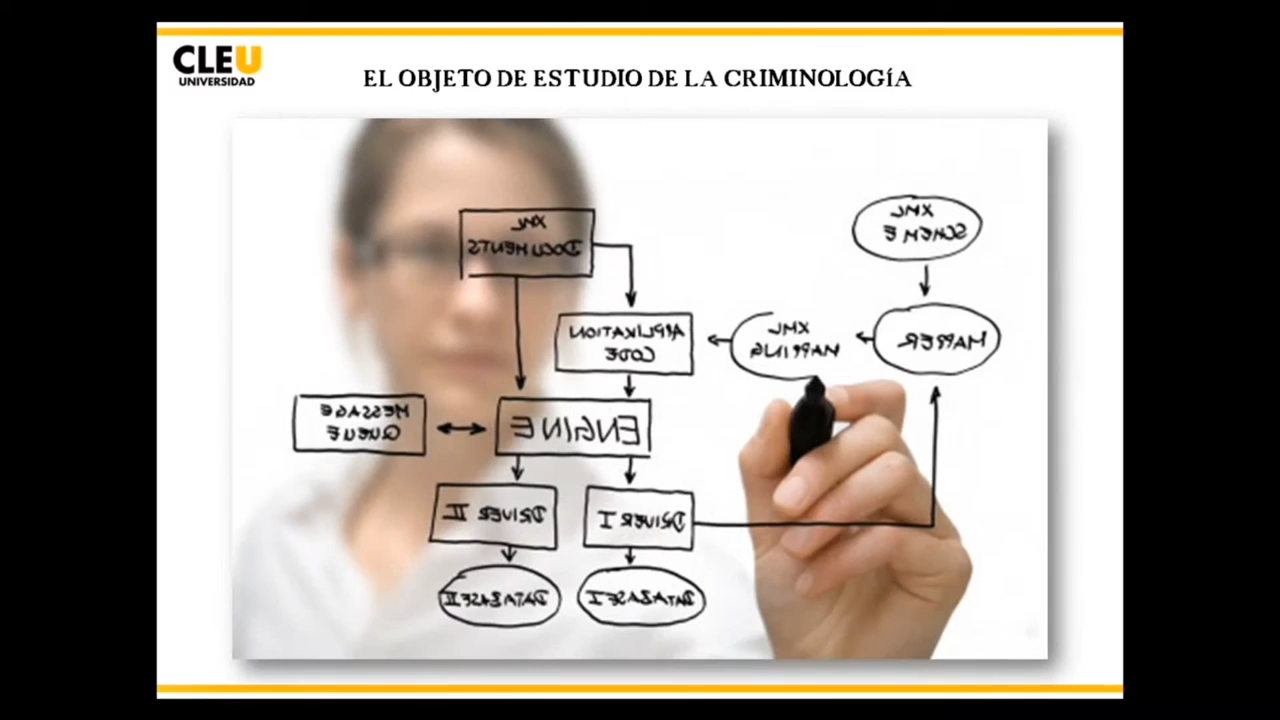 CLEU
UNIVERSIDAD
EL OBJETO DE ESTUDIO DE LA CRIMINOLOGÍA
XML
DOCUMENTS
XML
SCHEME
APPLIKATION
CODE
XML
MAPPING
MAPPER
MESSAGE
QUEUE
ENGINE
DRIVER II
DRIVER I
DATABASE II
DATABASE I